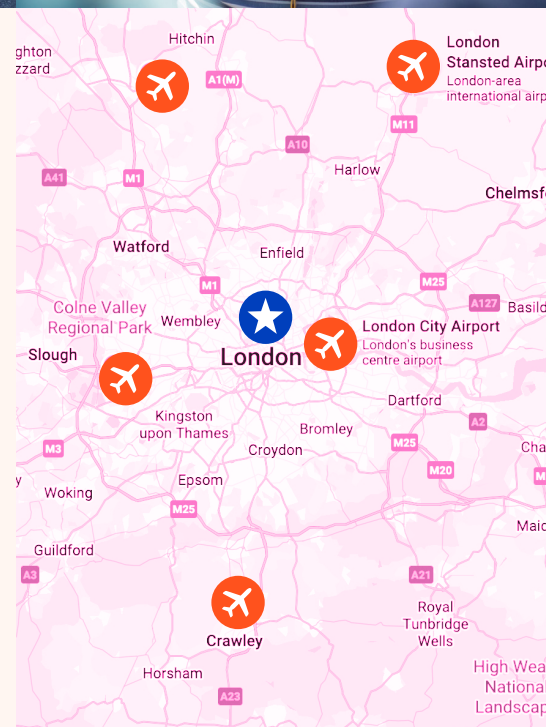 Hitchin
London
Stansted Airpo
London-area
international airp
ghton
zzard
A1(M)
M11
A10
Harlow
A41
M1
Chelmsf
Watford
Enfield
M1
M25
A127
Basild
Colne Valley
Regional Park
Wembley
London City Airport
London's business
centre airport
Slough
London
Dartford
Kingston
upon Thames
Bromley
A2
M3
Croydon
M25
Cha
M20
M
y
Woking
Epsom
M25
Maid
Guildford
A3
A21
Royal
Tunbridge
Wells
Crawley
Horsham
High Wea
National
Landscap
A23